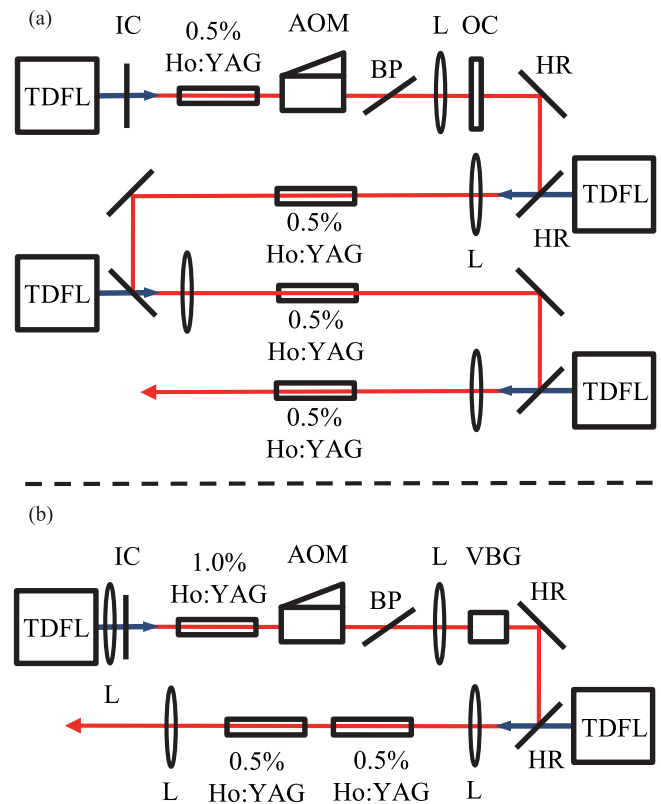 (a)
IC
0.5%
Ho:YAG
AOM
BP
L
OC
HR
TDFL
TDFL
HR
L
0.5%
Ho:YAG
TDFL
0.5%
Ho:YAG
TDFL
0.5%
Ho:YAG
(b)
IC
1.0%
Ho:YAG
AOM
BP
L
VBG
HR
TDFL
L
TDFL
HR
L
0.5%
Ho:YAG
0.5%
Ho:YAG
L